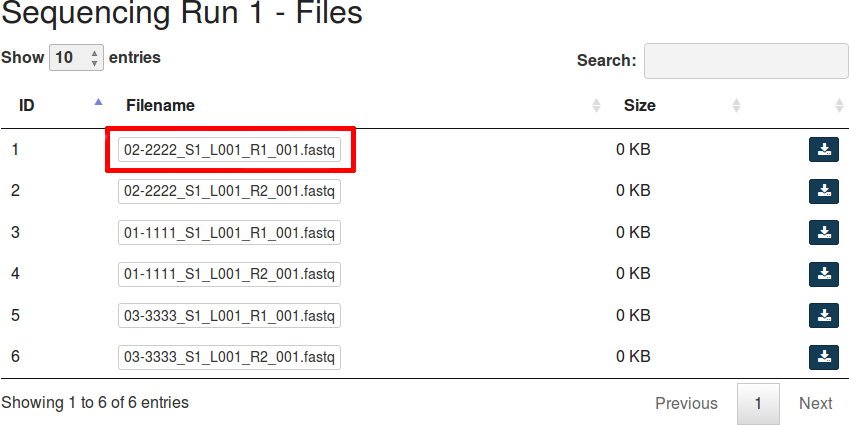 Sequencing Run 1 - Files
Show 10 entries
Search:
ID Filename Size
1 02-2222_S1_L001_R1_001.fastq 0 KB
2 02-2222_S1_L001_R2_001.fastq 0 KB
3 01-1111_S1_L001_R1_001.fastq 0 KB
4 01-1111_S1_L001_R2_001.fastq 0 KB
5 03-3333_S1_L001_R1_001.fastq 0 KB
6 03-3333_S1_L001_R2_001.fastq 0 KB
Showing 1 to 6 of 6 entries
Previous 1 Next